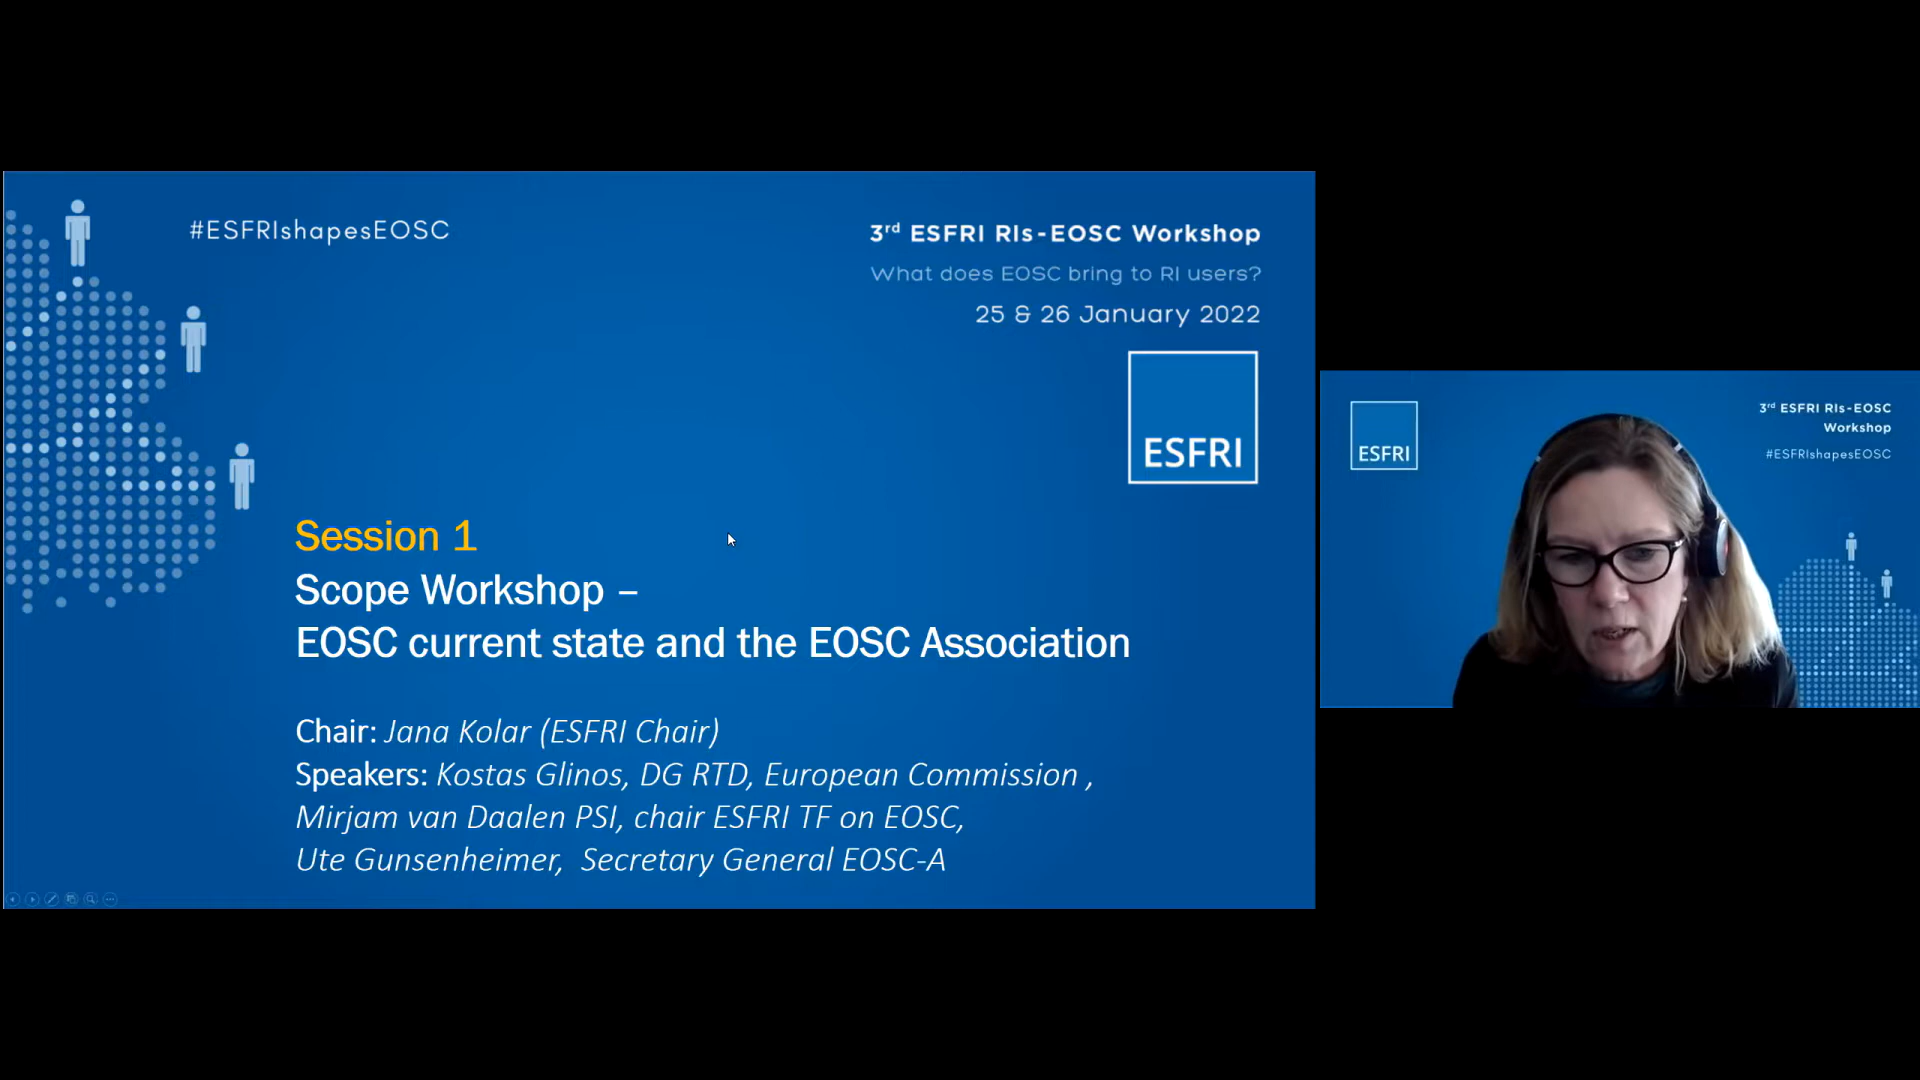 #ESFRIshapesEOSC
3rd ESFRI RIs-EOSC Workshop
What does EOSC bring to RI users?
25 & 26 January 2022
ESFRI
Session 1
Scope Workshop –
EOSC current state and the EOSC Association
Chair: Jana Kolar (ESFRI Chair)
Speakers: Kostas Glinos, DG RTD, European Commission ,
Mirjam van Daalen PSI, chair ESFRI TF on EOSC,
Ute Gunsenheimer, Secretary General EOSC-A
ESFRI
3rd ESFRI RIs-EOSC
Workshop
#ESFRIshapesEOSC